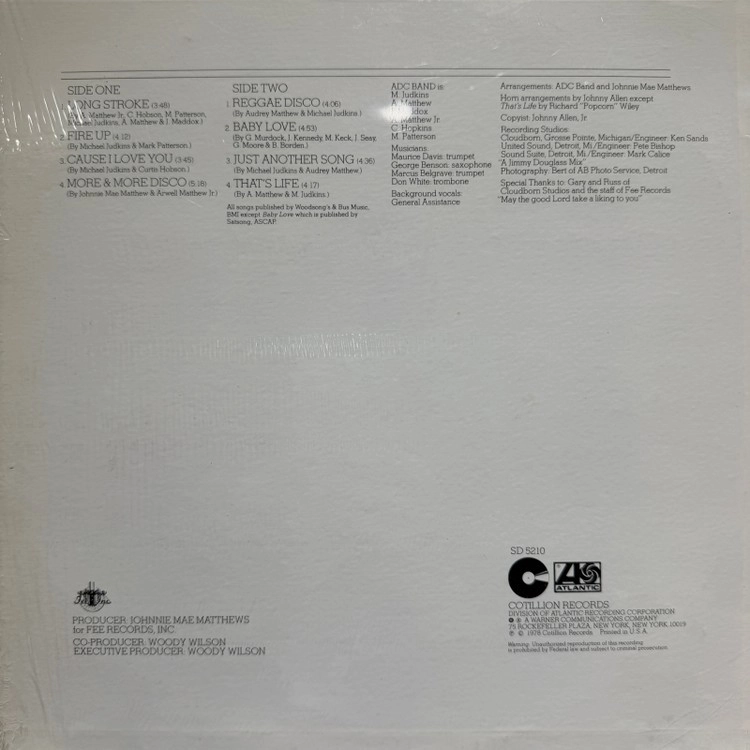 SIDE ONE
LONG STROKE (3:48)
Matthew Jr., C. Hobson, M. Patterson,
Michael Judkins, A. Matthew & J. Maddox.)
2. FIRE UP (4:12)
(By Michael Judkins & Mark Patterson.)
3. CAUSE I LOVE YOU (3:45)
(By Michael Judkins & Curtis Hobson.)
4. MORE & MORE DISCO (5:18)
(By Johnnie Mae Matthew & Arwell Matthew Jr.)
SIDE TWO
1. REGGAE DISCO (4:06)
(By Audrey Matthew & Michael Judkins.)
2. BABY LOVE (4:53)
(By G. Murdock, J. Kennedy, M. Keck, J. Seay,
G. Moore & B. Borden.)
3. JUST ANOTHER SONG (4:36)
(By Michael Judkins & Audrey Matthew.)
4. THAT'S LIFE (4:17)
(By A. Matthew & M. Judkins.)
All songs published by Woodsong's & Bus Music,
BMI except Baby Love which is published by
Salsong, ASCAP.
ADC BAND is:
M. Judkins
A. Matthew
Maddox
A. Matthew Jr.
C. Hopkins
M. Patterson
Musicians:
Maurice Davis: trumpet
George Benson: saxophone
Marcus Belgrave: trumpet
Don White: trombone
Background vocals:
General Assistance
Arrangements: ADC Band and Johnnie Mae Matthews
Horn arrangements by Johnny Allen except
That's Life by Richard "Popcorn" Wiley
Copyist: Johnny Allen, Jr.
Recording Studios:
Cloudborn, Grosse Pointe, Michigan/Engineer: Ken Sands
United Sound, Detroit, Mi./Engineer: Pete Bishop
Sound Suite, Detroit, Mi./Engineer: Mark Calice
"A Jimmy Douglass Mix"
Photography: Bert of AB Photo Service, Detroit
Special Thanks to: Gary and Russ of
Cloudborn Studios and the staff of Fee Records
"May the good Lord take a liking to you"
PRODUCER: JOHNNIE MAE MATTHEWS
for FEE RECORDS, INC.
CO-PRODUCER: WOODY WILSON
EXECUTIVE PRODUCER: WOODY WILSON
SD 5210
ATLANTIC
COTILLION RECORDS
DIVISION OF ATLANTIC RECORDING CORPORATION
A WARNER COMMUNICATIONS COMPANY
75 ROCKEFELLER PLAZA, NEW YORK, NEW YORK 10019
℗ © 1978 Cotillion Records Printed in U.S.A.
Warning: Unauthorized reproduction of this recording
is prohibited by Federal law and subject to criminal prosecution.